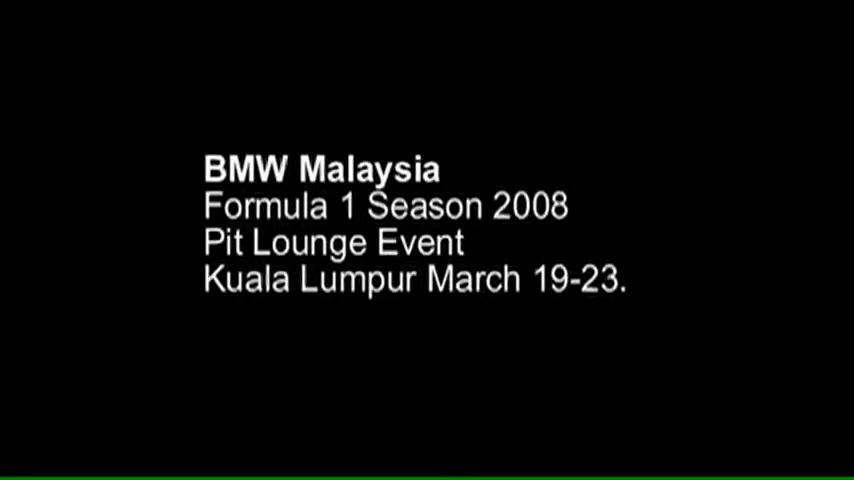 BMW Malaysia
Formula 1 Season 2008
Pit Lounge Event
Kuala Lumpur March 19-23.